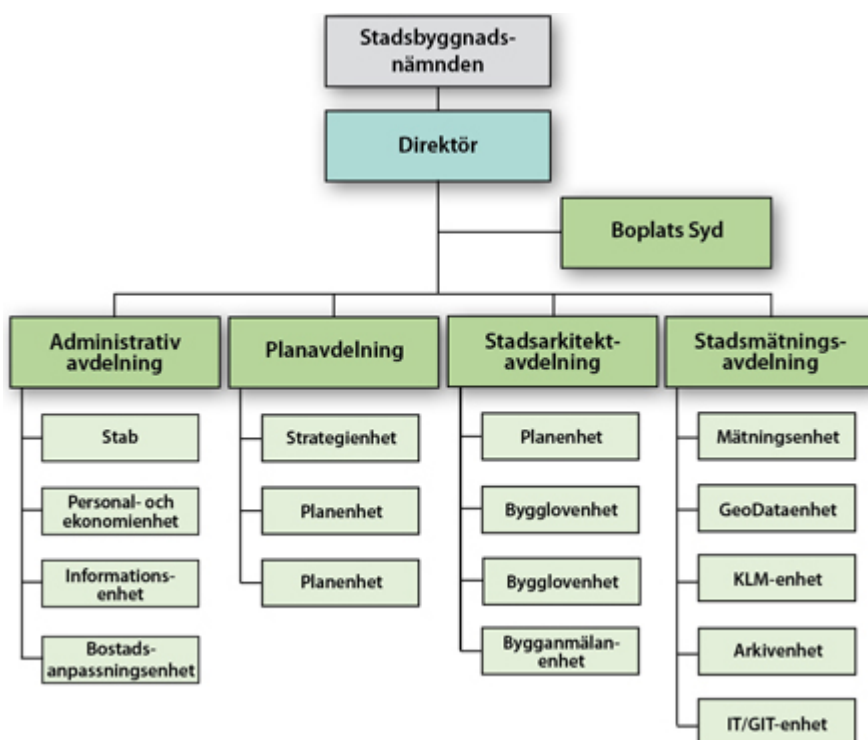 Stadsbyggnads-
nämnden
Direktör
Boplats Syd
Administrativ
avdelning
Stab
Personal- och
ekonomienhet
Informations-
enhet
Bostads-
anpassningsenhet
Planavdelning
Strategienhet
Planenhet
Planenhet
Stadsarkitekt-
avdelning
Planenhet
Bygglovenhet
Bygglovenhet
Bygganmälan-
enhet
Stadsmätnings-
avdelning
Mätningsenhet
GeoDataenhet
KLM-enhet
Arkivenhet
IT/GIT-enhet